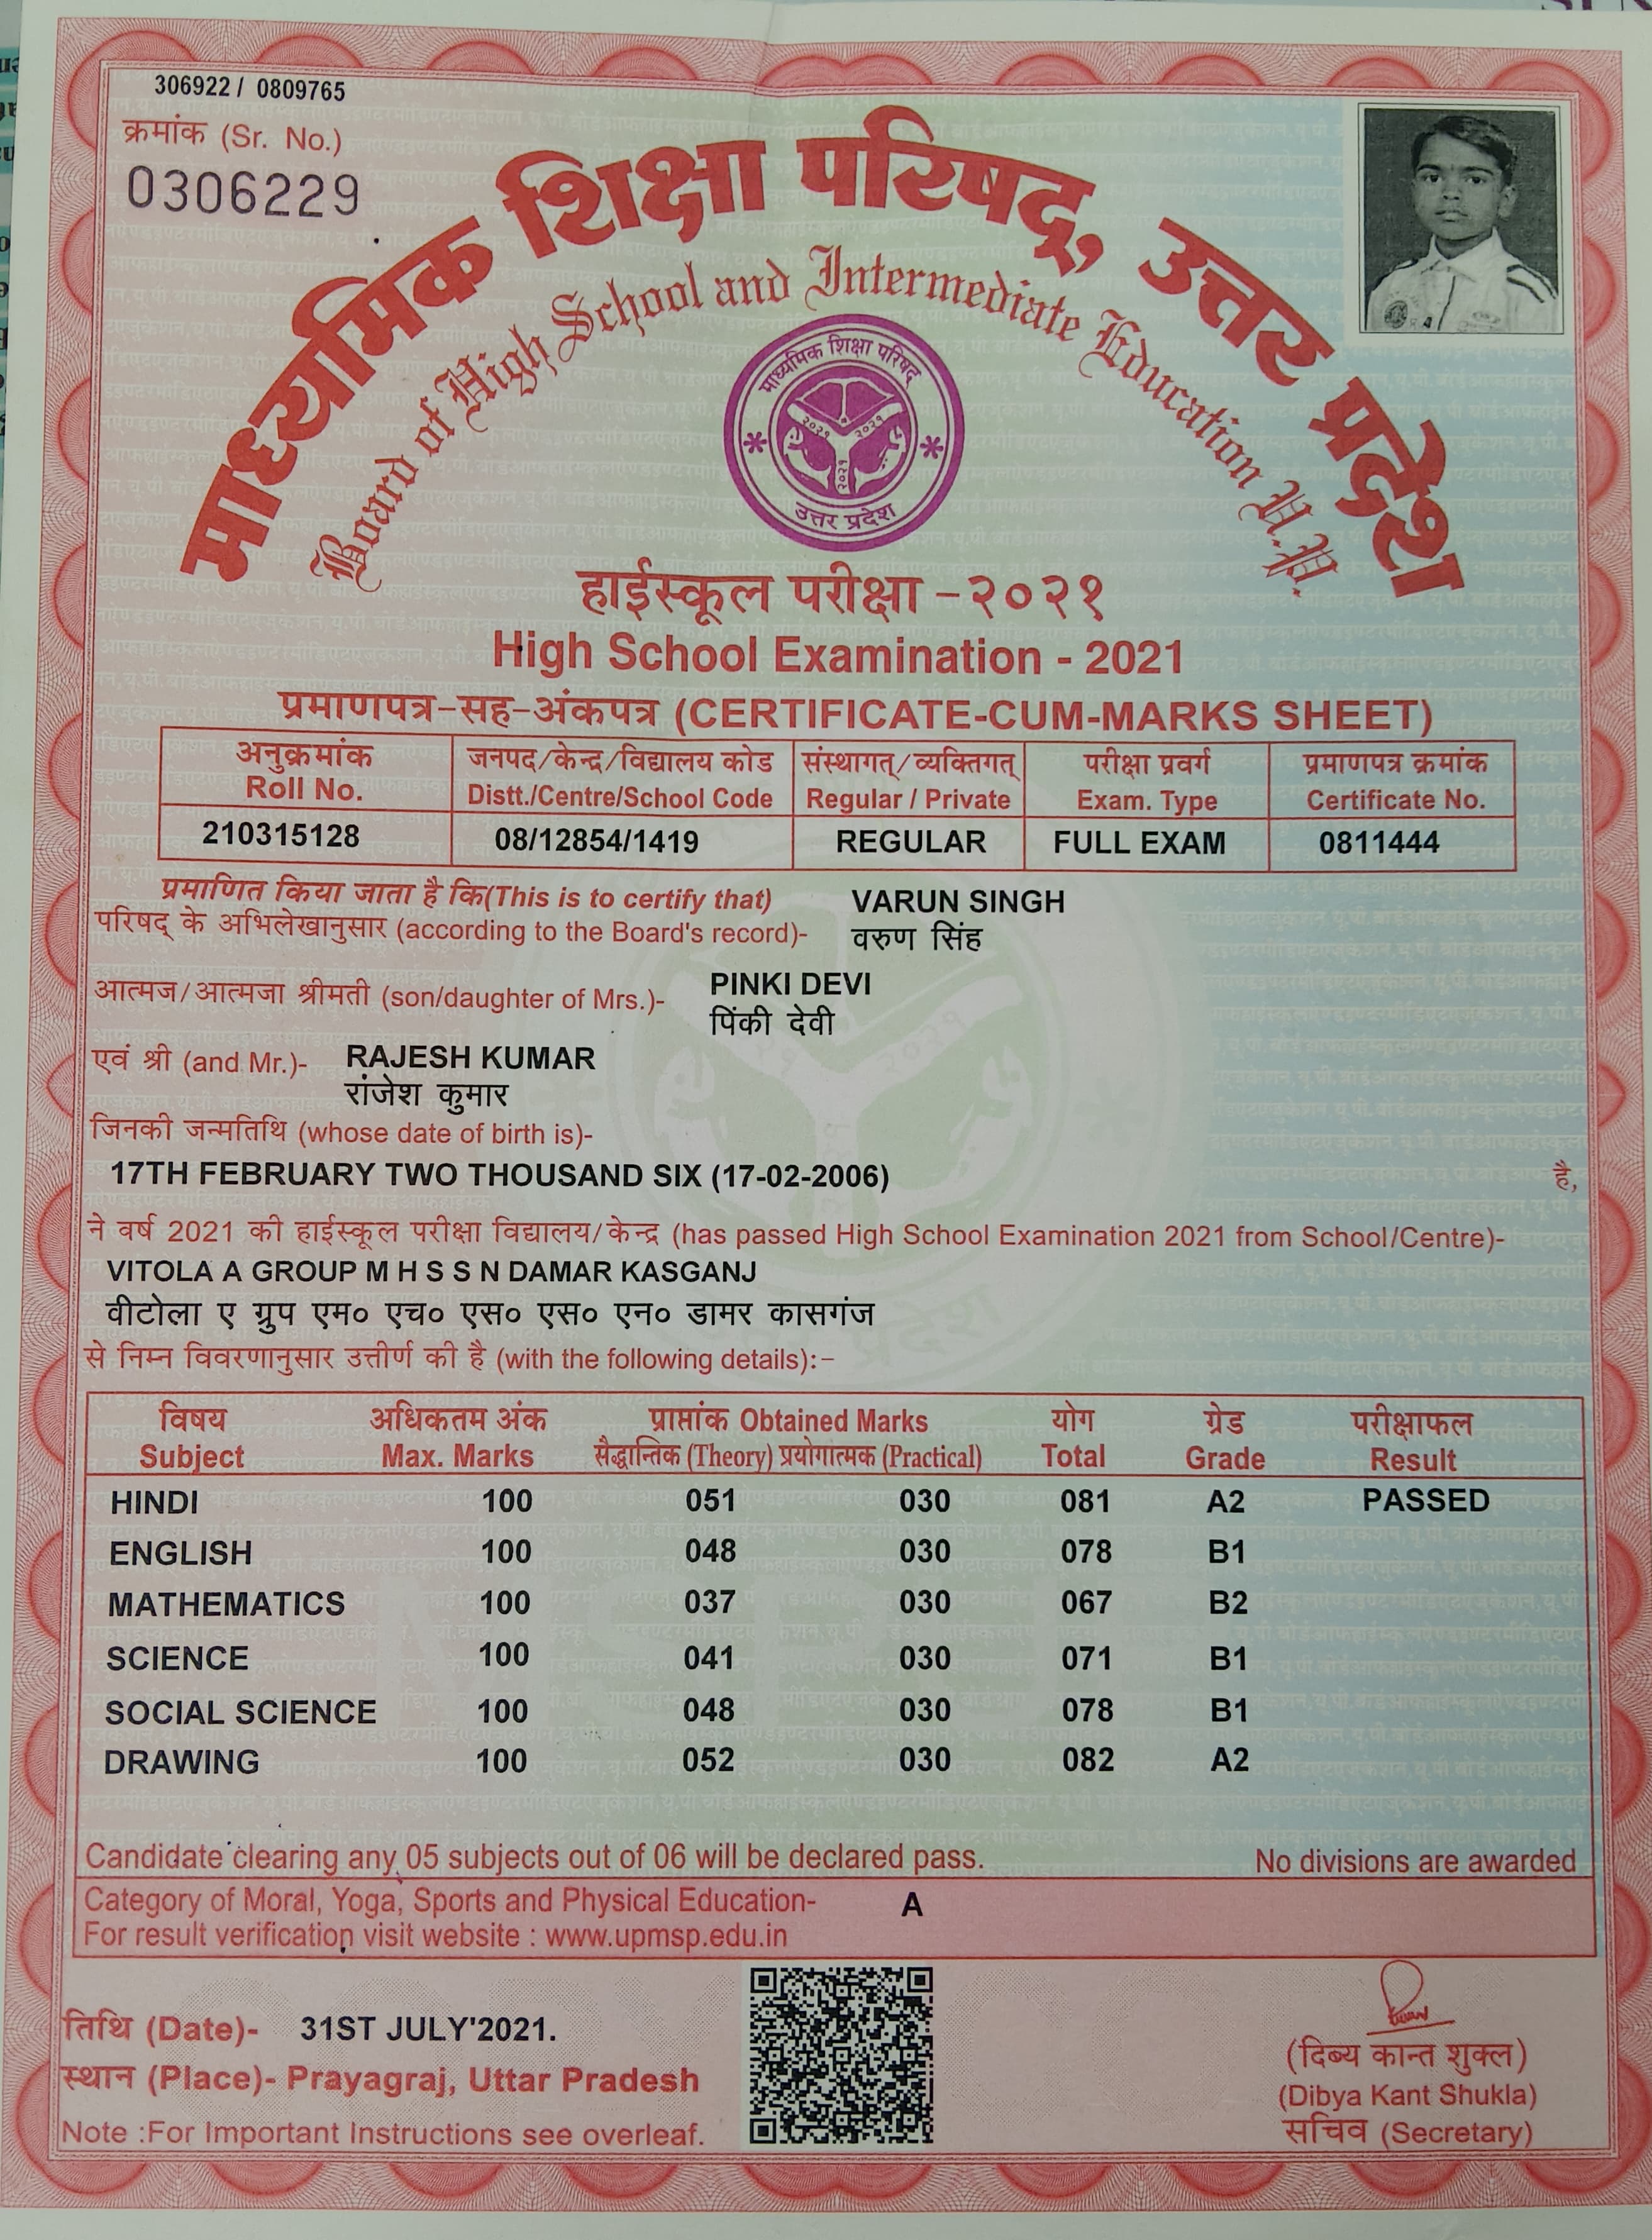 306922 / 0809765
क्रमांक (Sr. No.)
0306229
माध्यमिक शिक्षा परिषद्, उत्तर प्रदेश
Board of High School and Intermediate Education U.P.
माध्यमिक शिक्षा परिषद्
२०२१ २०२१
२०२१
उत्तर प्रदेश
हाईस्कूल परीक्षा -२०२१
High School Examination - 2021
प्रमाणपत्र-सह-अंकपत्र (CERTIFICATE-CUM-MARKS SHEET)
अनुक्रमांक जनपद/केन्द्र/विद्यालय कोड संस्थागत्/व्यक्तिगत् परीक्षा प्रवर्ग प्रमाणपत्र क्रमांक
Roll No. Distt./Centre/School Code Regular / Private Exam. Type Certificate No.
210315128 08/12854/1419 REGULAR FULL EXAM 0811444
प्रमाणित किया जाता है कि(This is to certify that) VARUN SINGH
परिषद् के अभिलेखानुसार (according to the Board's record)- वरुण सिंह
आत्मज/आत्मजा श्रीमती (son/daughter of Mrs.)- PINKI DEVI
पिंकी देवी
एवं श्री (and Mr.)- RAJESH KUMAR
रांजेश कुमार
जिनकी जन्मतिथि (whose date of birth is)-
17TH FEBRUARY TWO THOUSAND SIX (17-02-2006) है,
ने वर्ष 2021 की हाईस्कूल परीक्षा विद्यालय/केन्द्र (has passed High School Examination 2021 from School/Centre)-
VITOLA A GROUP M H S S N DAMAR KASGANJ
वीटोला ए ग्रुप एम० एच० एस० एस० एन० डामर कासगंज
से निम्न विवरणानुसार उत्तीर्ण की है (with the following details):-
विषय अधिकतम अंक प्राप्तांक Obtained Marks योग ग्रेड परीक्षाफल
Subject Max. Marks सैद्धान्तिक (Theory) प्रयोगात्मक (Practical) Total Grade Result
HINDI 100 051 030 081 A2 PASSED
ENGLISH 100 048 030 078 B1
MATHEMATICS 100 037 030 067 B2
SCIENCE 100 041 030 071 B1
SOCIAL SCIENCE 100 048 030 078 B1
DRAWING 100 052 030 082 A2
Candidate clearing any 05 subjects out of 06 will be declared pass. No divisions are awarded
Category of Moral, Yoga, Sports and Physical Education- A
For result verification visit website : www.upmsp.edu.in
तिथि (Date)- 31ST JULY'2021.
स्थान (Place)- Prayagraj, Uttar Pradesh
Note :For Important Instructions see overleaf.
(दिब्य कान्त शुक्ल)
(Dibya Kant Shukla)
सचिव (Secretary)